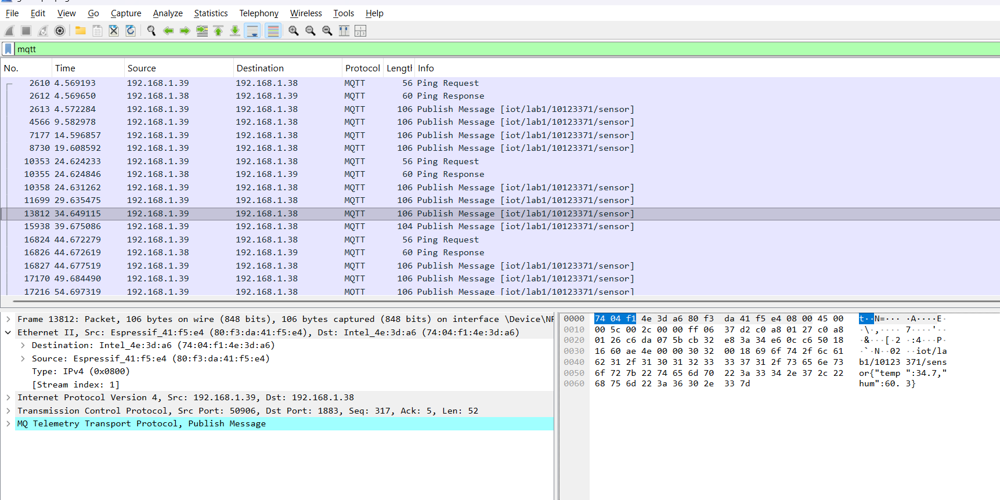 File Edit View Go Capture Analyze Statistics Telephony Wireless Tools Help
mqtt
No. Time Source Destination Protocol Lengt Info
2610 4.569193 192.168.1.39 192.168.1.38 MQTT 56 Ping Request
2612 4.569650 192.168.1.38 192.168.1.39 MQTT 60 Ping Response
2613 4.572284 192.168.1.39 192.168.1.38 MQTT 106 Publish Message [iot/lab1/10123371/sensor]
4566 9.582978 192.168.1.39 192.168.1.38 MQTT 106 Publish Message [iot/lab1/10123371/sensor]
7177 14.596857 192.168.1.39 192.168.1.38 MQTT 106 Publish Message [iot/lab1/10123371/sensor]
8730 19.608592 192.168.1.39 192.168.1.38 MQTT 106 Publish Message [iot/lab1/10123371/sensor]
10353 24.624233 192.168.1.39 192.168.1.38 MQTT 56 Ping Request
10355 24.624846 192.168.1.38 192.168.1.39 MQTT 60 Ping Response
10358 24.631262 192.168.1.39 192.168.1.38 MQTT 106 Publish Message [iot/lab1/10123371/sensor]
11699 29.635475 192.168.1.39 192.168.1.38 MQTT 106 Publish Message [iot/lab1/10123371/sensor]
13812 34.649115 192.168.1.39 192.168.1.38 MQTT 106 Publish Message [iot/lab1/10123371/sensor]
15938 39.675086 192.168.1.39 192.168.1.38 MQTT 104 Publish Message [iot/lab1/10123371/sensor]
16824 44.672279 192.168.1.39 192.168.1.38 MQTT 56 Ping Request
16826 44.672619 192.168.1.38 192.168.1.39 MQTT 60 Ping Response
16827 44.677519 192.168.1.39 192.168.1.38 MQTT 106 Publish Message [iot/lab1/10123371/sensor]
17170 49.684490 192.168.1.39 192.168.1.38 MQTT 106 Publish Message [iot/lab1/10123371/sensor]
17216 54.697319 192.168.1.39 192.168.1.38 MQTT 106 Publish Message [iot/lab1/10123371/sensor]
Frame 13812: Packet, 106 bytes on wire (848 bits), 106 bytes captured (848 bits) on interface \Device\NF
Ethernet II, Src: Espressif_41:f5:e4 (80:f3:da:41:f5:e4), Dst: Intel_4e:3d:a6 (74:04:f1:4e:3d:a6)
Destination: Intel_4e:3d:a6 (74:04:f1:4e:3d:a6)
Source: Espressif_41:f5:e4 (80:f3:da:41:f5:e4)
Type: IPv4 (0x0800)
[Stream index: 1]
Internet Protocol Version 4, Src: 192.168.1.39, Dst: 192.168.1.38
Transmission Control Protocol, Src Port: 50906, Dst Port: 1883, Seq: 317, Ack: 5, Len: 52
MQ Telemetry Transport Protocol, Publish Message
0000 74 04 f1 4e 3d a6 80 f3 da 41 f5 e4 08 00 45 00 t··N=··· ·A····E·
0010 00 5c 00 2c 00 00 ff 06 37 d2 c0 a8 01 27 c0 a8 ·\·,···· 7····'··
0020 01 26 c6 da 07 5b cb 32 e8 3a 34 e6 0c c6 50 18 ·&···[·2 ·:4···P·
0030 16 60 ae 4e 00 00 30 32 00 18 69 6f 74 2f 6c 61 ·`·N··02 ··iot/la
0040 62 31 2f 31 30 31 32 33 33 37 31 2f 73 65 6e 73 b1/10123 371/sens
0050 6f 72 7b 22 74 65 6d 70 22 3a 33 34 2e 37 2c 22 or{"temp ":34.7,"
0060 68 75 6d 22 3a 36 30 2e 33 7d hum":60. 3}